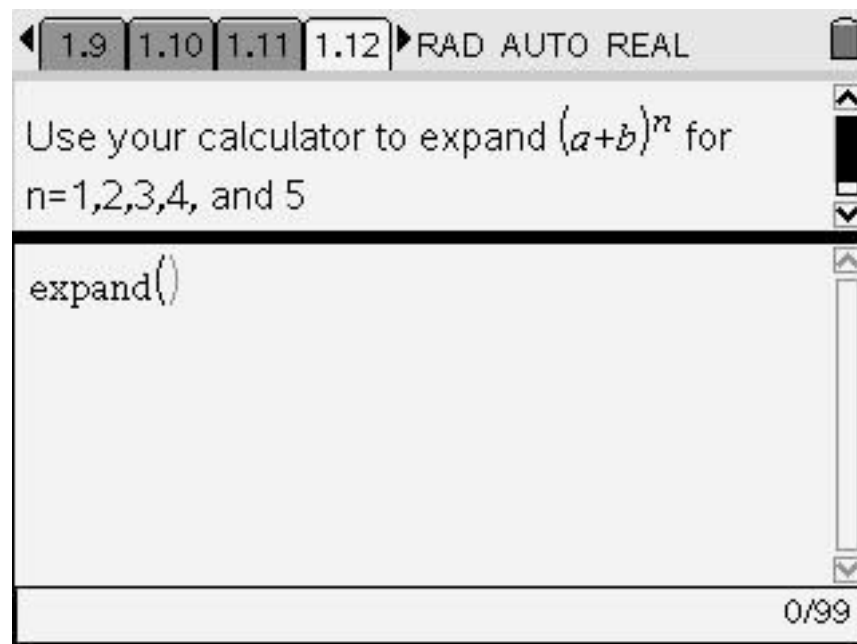 1.9 1.10 1.11 1.12 RAD AUTO REAL
Use your calculator to expand (a+b)ⁿ for
n=1,2,3,4, and 5
expand()
0/99